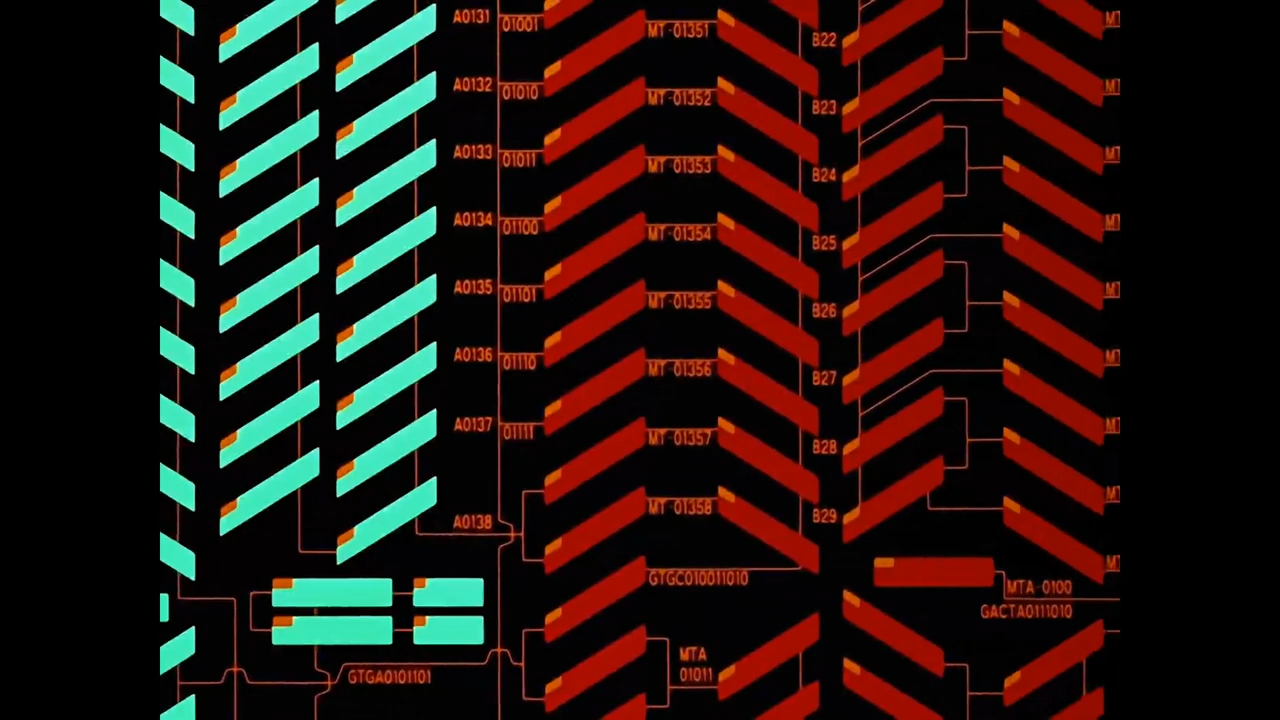 A0131
01001
MT-01351
B22
A0132
01010
MT-01352
B23
A0133
01011
MT-01353
B24
A0134
01100
MT-01354
B25
A0135
01101
MT-01355
B26
A0136
01110
MT-01356
B27
A0137
01111
MT-01357
B28
A0138
MT-01358
B29
GTGC010011010
MTA-0100
GACTA0111010
MTA
01011
GTGA0101101